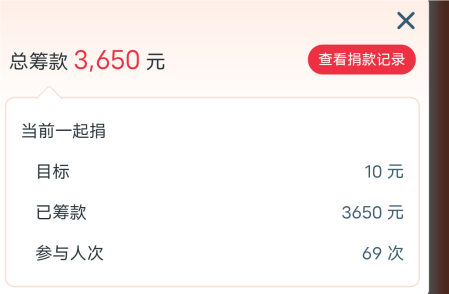 总筹款 3,650 元 查看捐款记录
当前一起捐
目标 10 元
已筹款 3650 元
参与人次 69 次